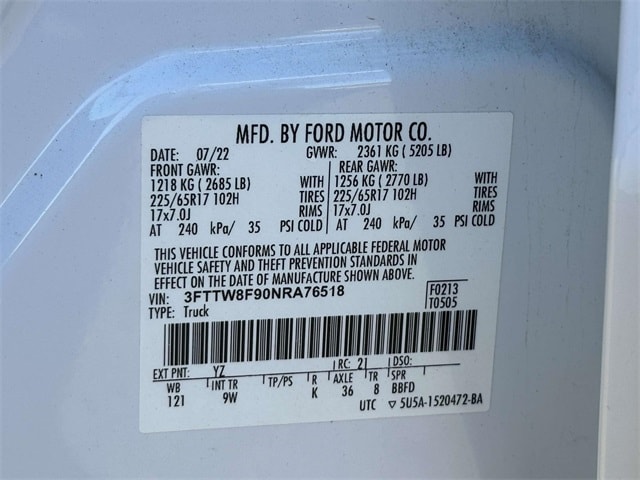 MFD. BY FORD MOTOR CO.
DATE: 07/22 GVWR: 2361 KG ( 5205 LB)
FRONT GAWR: REAR GAWR:
1218 KG ( 2685 LB) WITH 1256 KG ( 2770 LB) WITH
225/65R17 102H TIRES 225/65R17 102H TIRES
17x7.0J RIMS 17x7.0J RIMS
AT 240 kPa/ 35 PSI COLD AT 240 kPa/ 35 PSI COLD
THIS VEHICLE CONFORMS TO ALL APPLICABLE FEDERAL MOTOR
VEHICLE SAFETY AND THEFT PREVENTION STANDARDS IN
EFFECT ON THE DATE OF MANUFACTURE SHOWN ABOVE.
VIN: 3FTTW8F90NRA76518 F0213
TYPE: Truck T0505
EXT PNT: YZ RC: 21 DSO:
WB INT TR TP/PS R AXLE TR SPR
121 9W K 36 8 BBFD
UTC ▽ 5U5A-1520472-BA